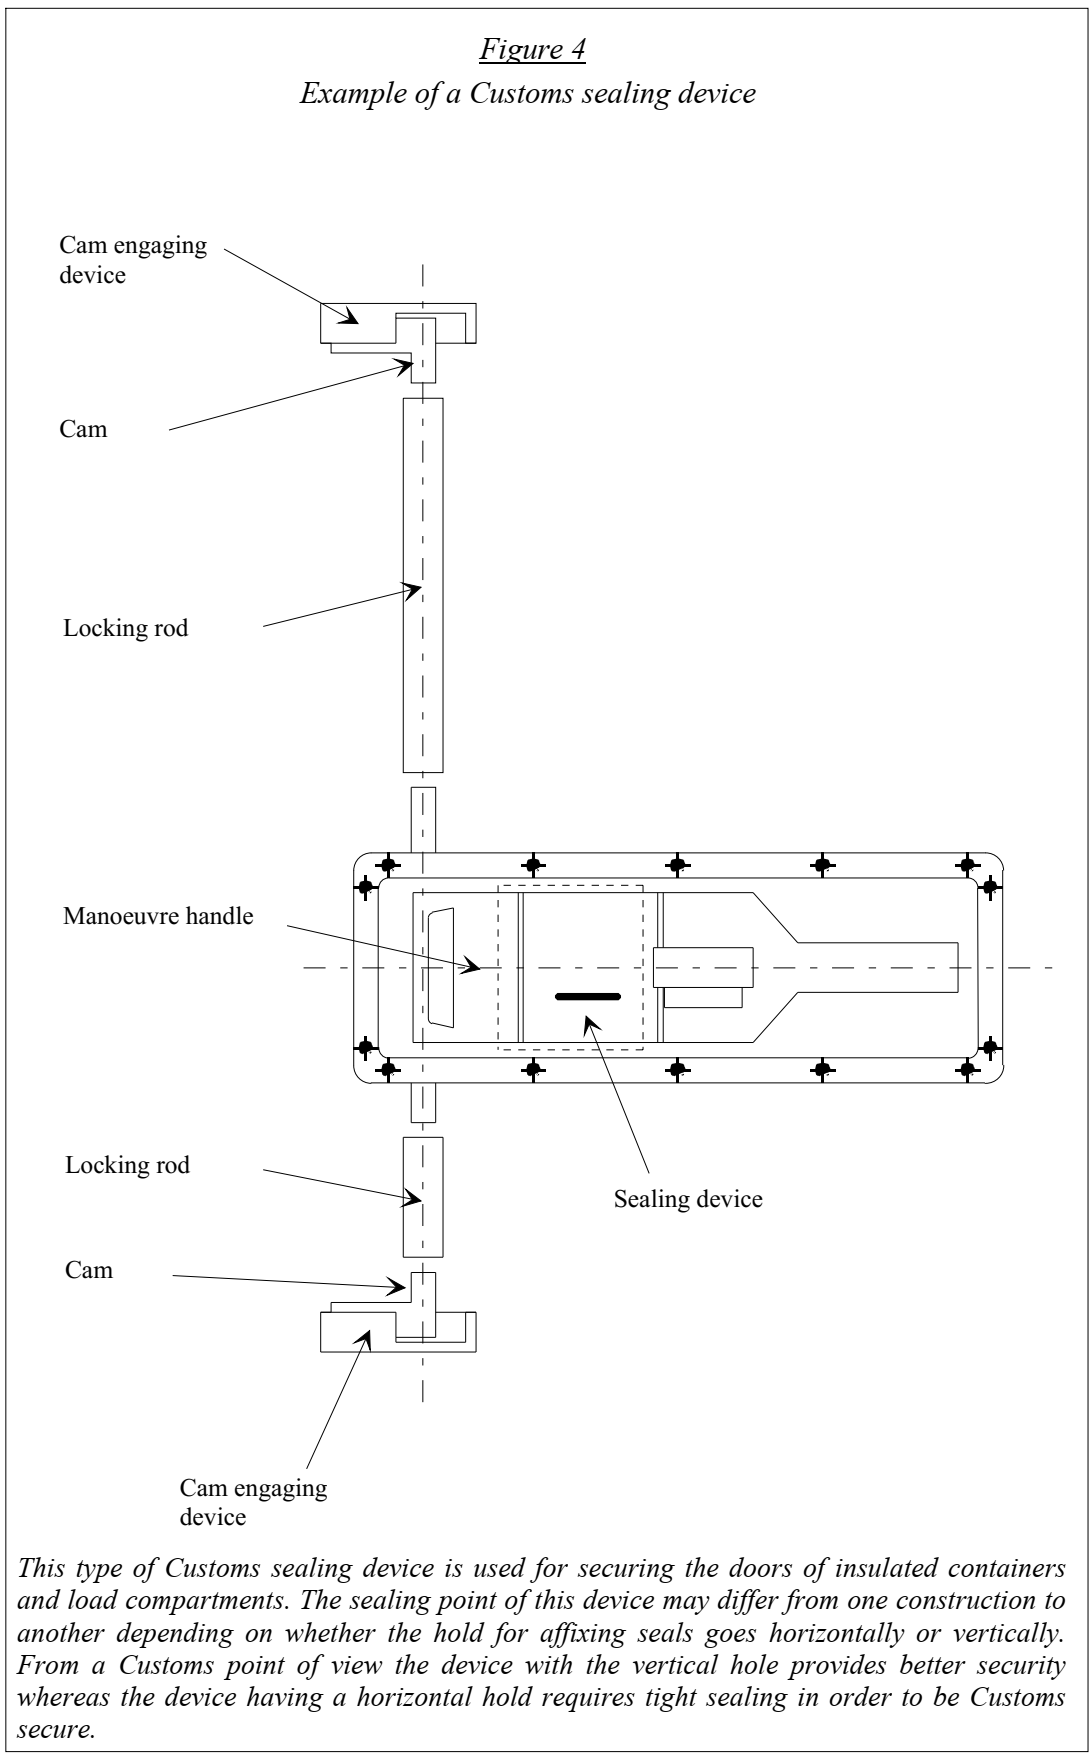 Figure 4
Example of a Customs sealing device
Cam engaging
device
Cam
Locking rod
Manoeuvre handle
Locking rod
Sealing device
Cam
Cam engaging
device
This type of Customs sealing device is used for securing the doors of insulated containers
and load compartments. The sealing point of this device may differ from one construction to
another depending on whether the hold for affixing seals goes horizontally or vertically.
From a Customs point of view the device with the vertical hole provides better security
whereas the device having a horizontal hold requires tight sealing in order to be Customs
secure.